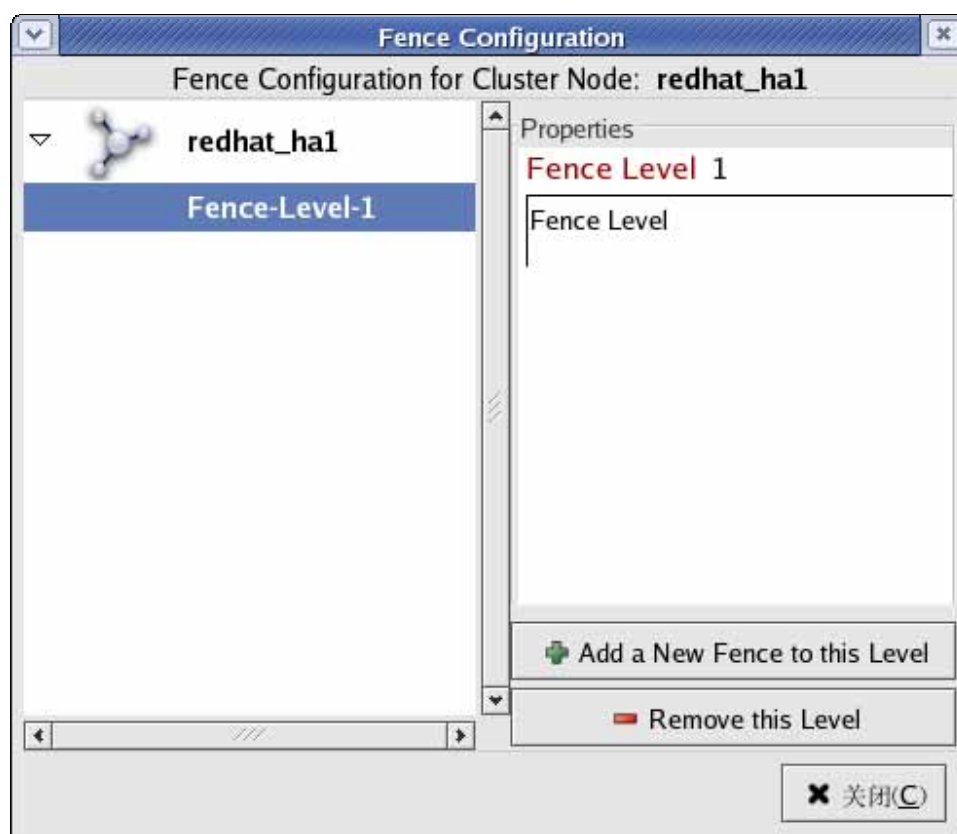 Fence Configuration
Fence Configuration for Cluster Node: redhat_ha1
redhat_ha1
Fence-Level-1
Properties
Fence Level 1
Fence Level
Add a New Fence to this Level
Remove this Level
关闭(C)